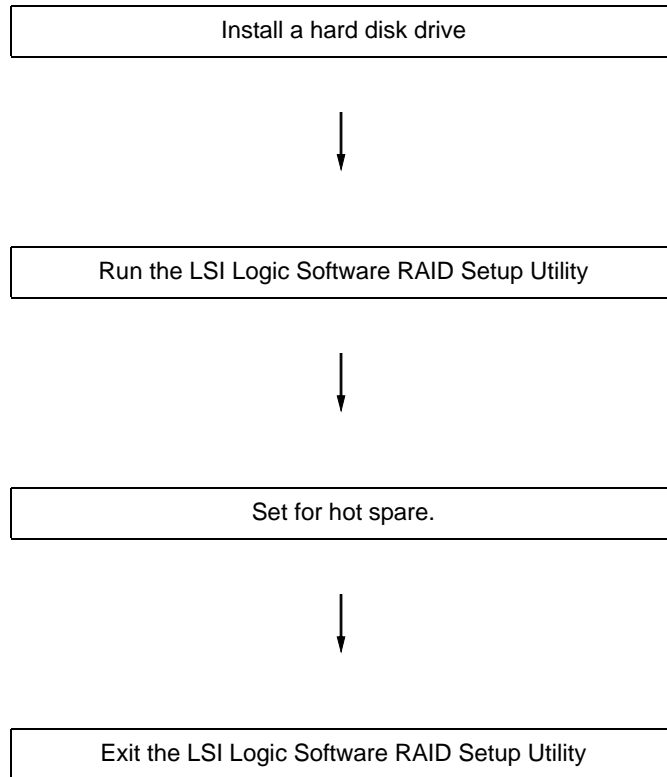 Install a hard disk drive
Run the LSI Logic Software RAID Setup Utility
Set for hot spare.
Exit the LSI Logic Software RAID Setup Utility